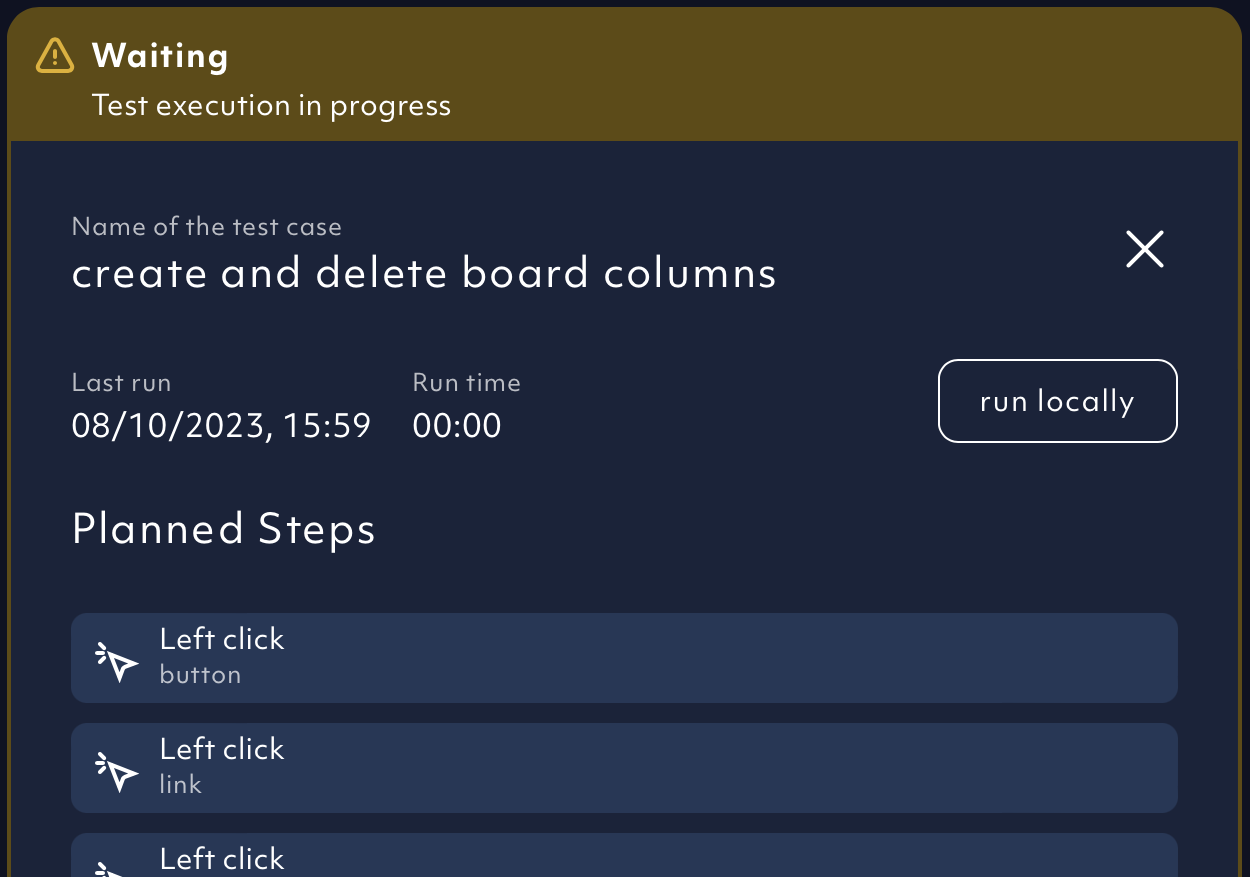 Waiting
Test execution in progress
Name of the test case
create and delete board columns
Last run
Run time
08/10/2023, 15:59
00:00
run locally
Planned Steps
Left click
button
Left click
link
Left click